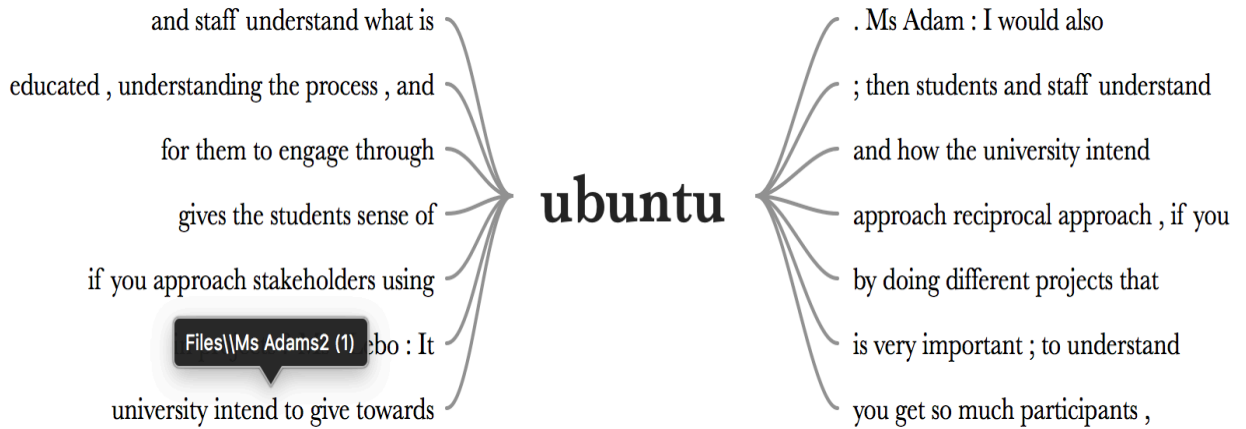 and staff understand what is
educated , understanding the process , and
for them to engage through
gives the students sense of
if you approach stakeholders using
Files\\Ms Adams2 (1)
: It
university intend to give towards
ubuntu
. Ms Adam : I would also
; then students and staff understand
and how the university intend
approach reciprocal approach , if you
by doing different projects that
is very important ; to understand
you get so much participants ,